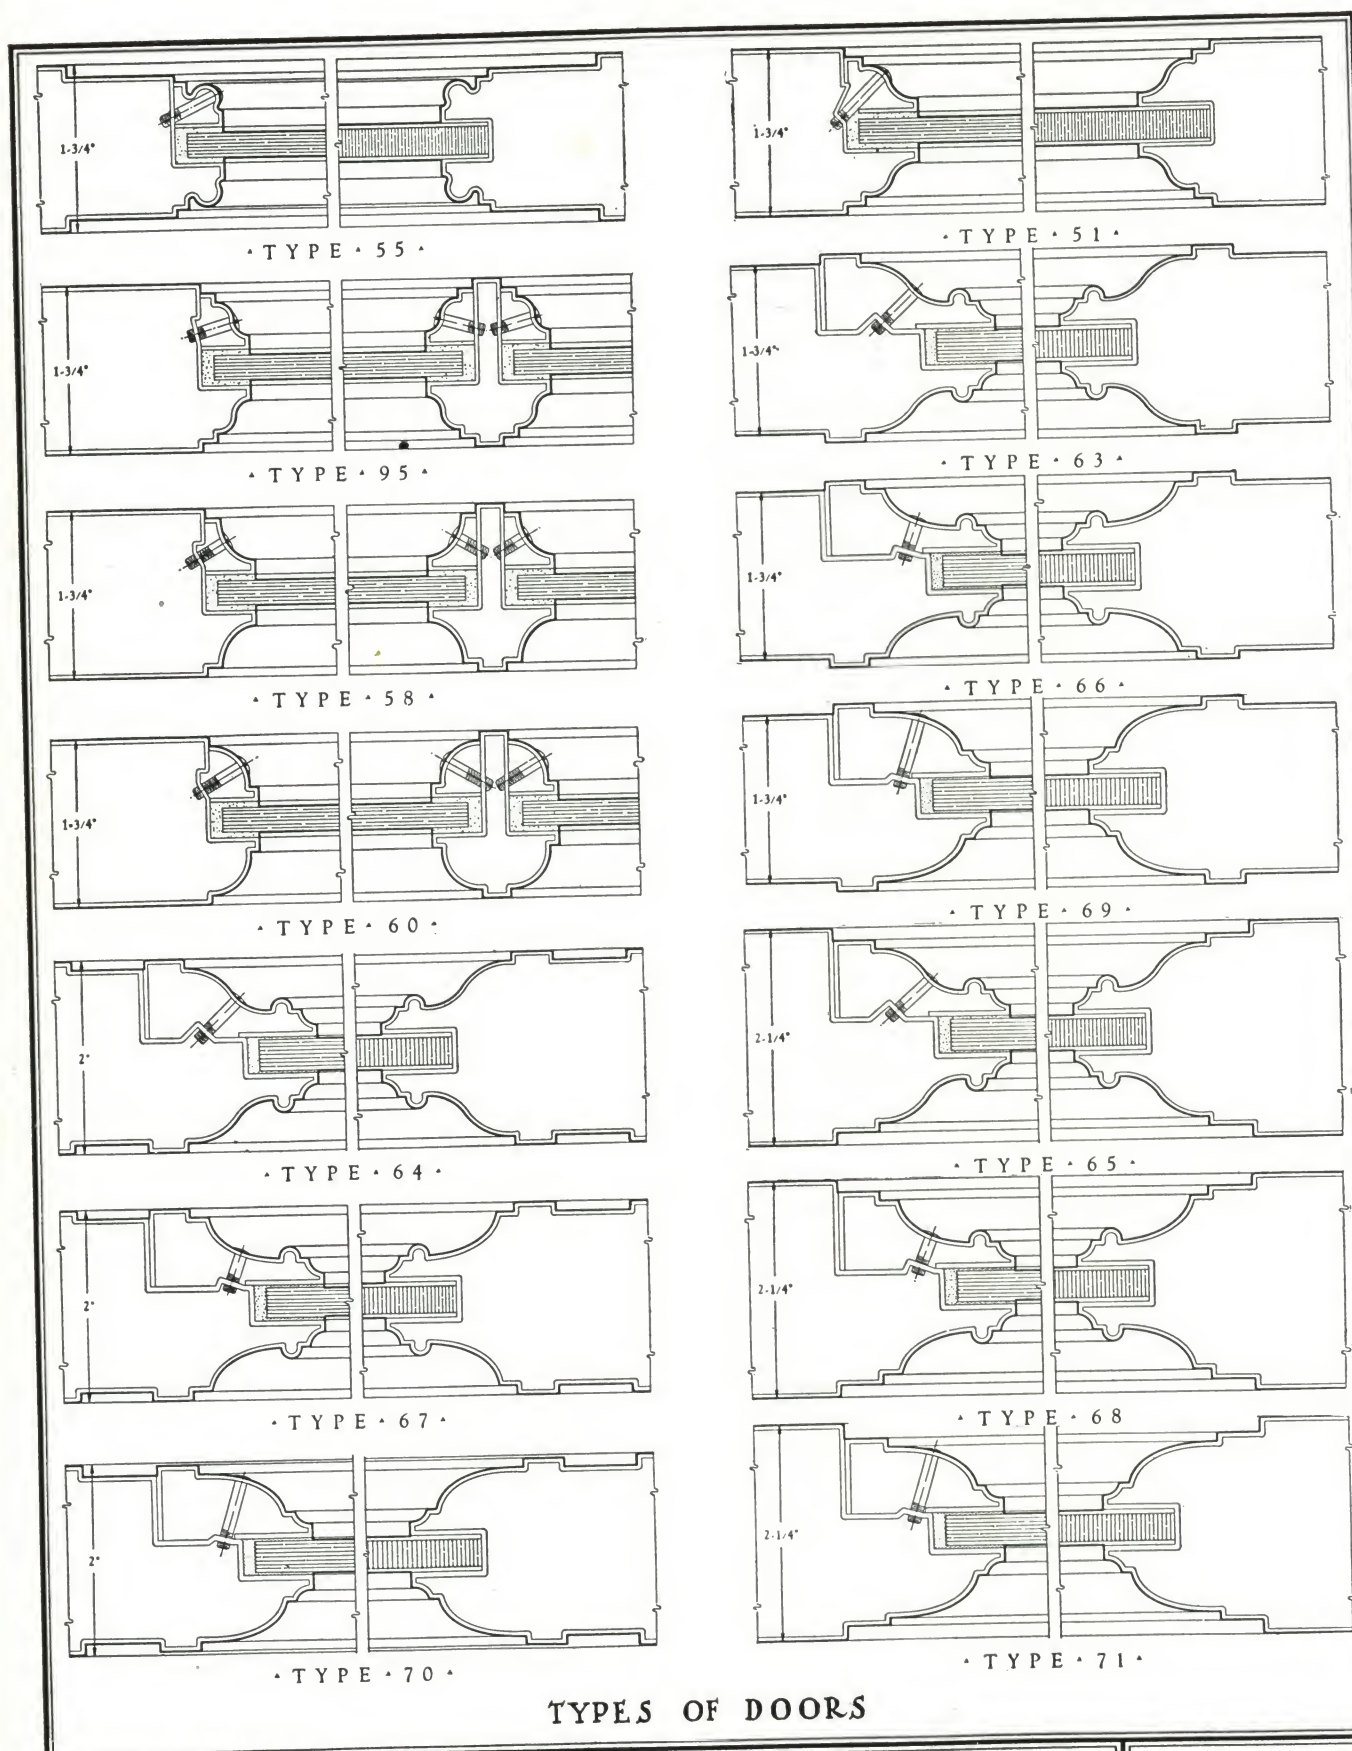 1-3/4"
· TYPE · 55 ·
1-3/4"
· TYPE · 51 ·
1-3/4"
· TYPE · 95 ·
1-3/4"
· TYPE · 63 ·
1-3/4"
· TYPE · 58 ·
1-3/4"
· TYPE · 66 ·
1-3/4"
· TYPE · 60 ·
1-3/4"
· TYPE · 69 ·
2"
· TYPE · 64 ·
2-1/4"
· TYPE · 65 ·
2"
· TYPE · 67 ·
2-1/4"
· TYPE · 68
2"
· TYPE · 70 ·
2-1/4"
· TYPE · 71 ·
TYPES OF DOORS